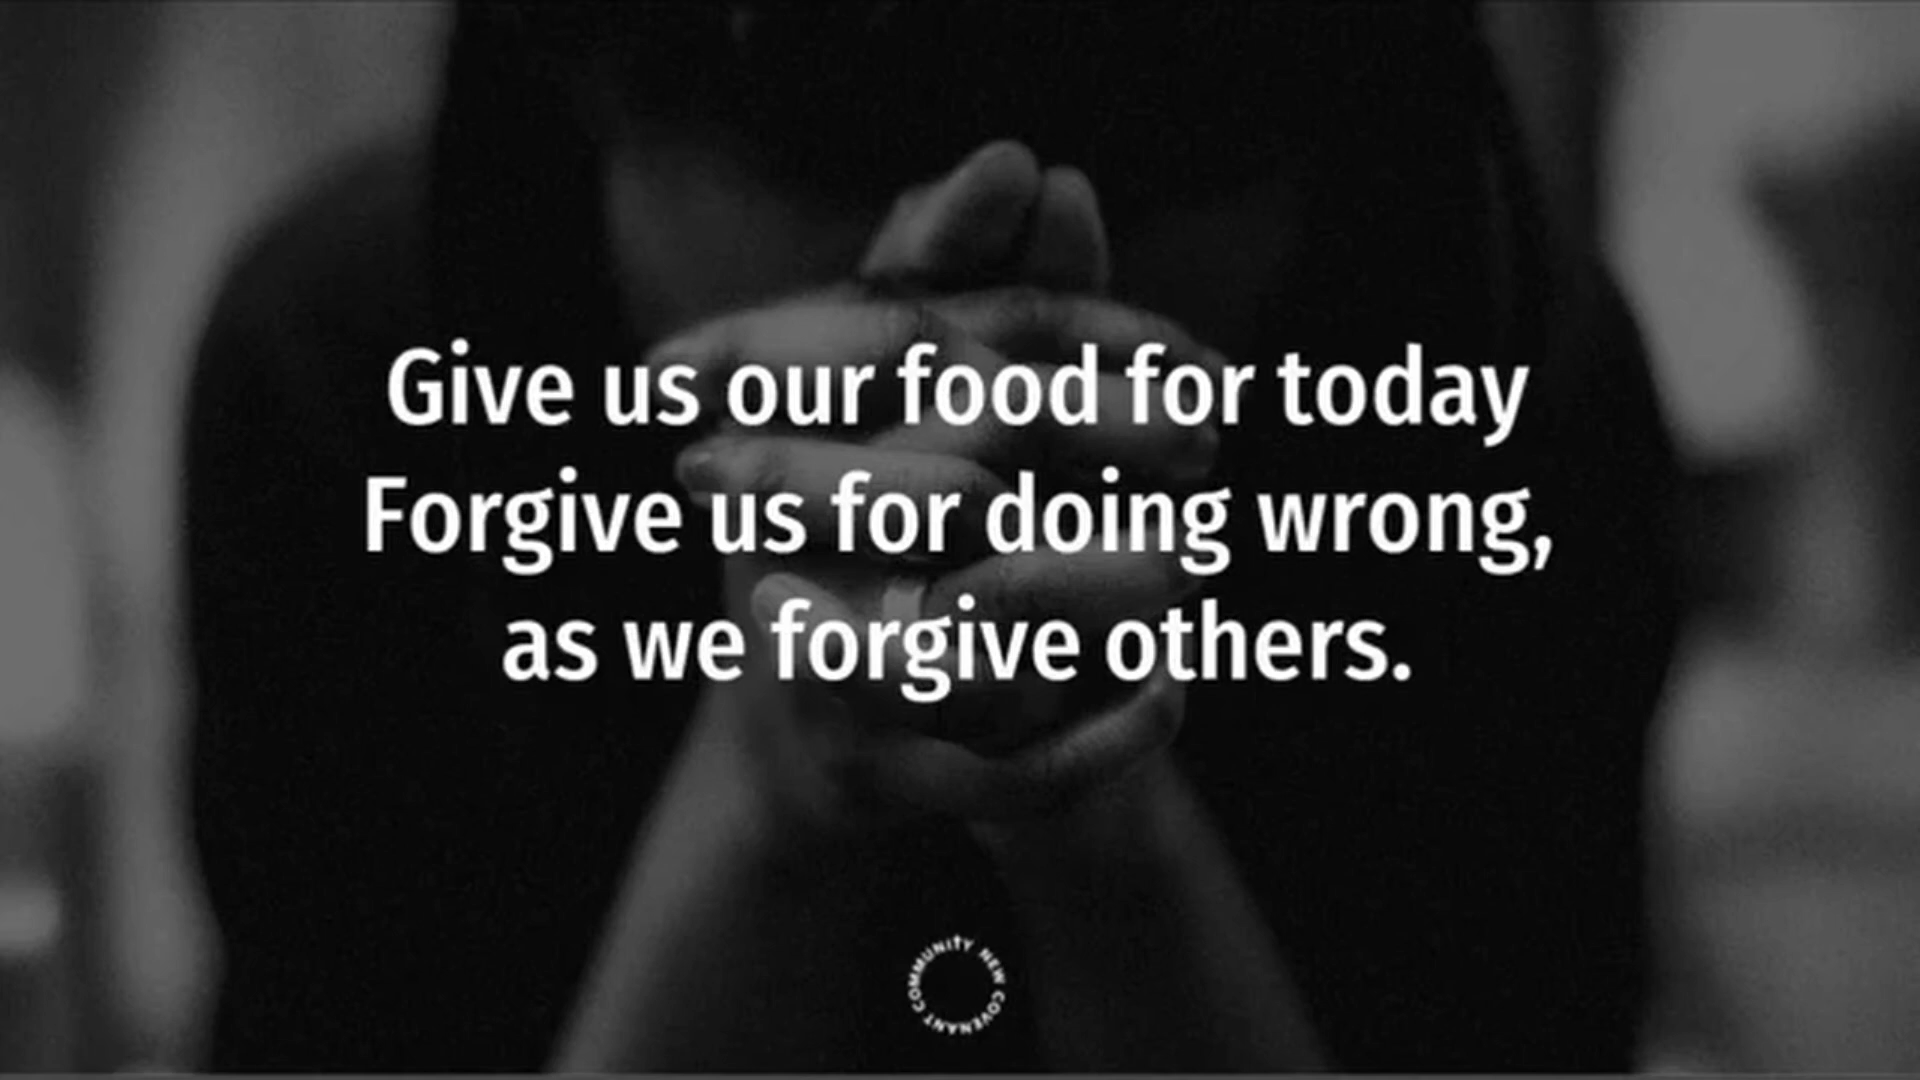 Give us our food for today
Forgive us for doing wrong,
as we forgive others.
NEW COVENANT COMMUNITY